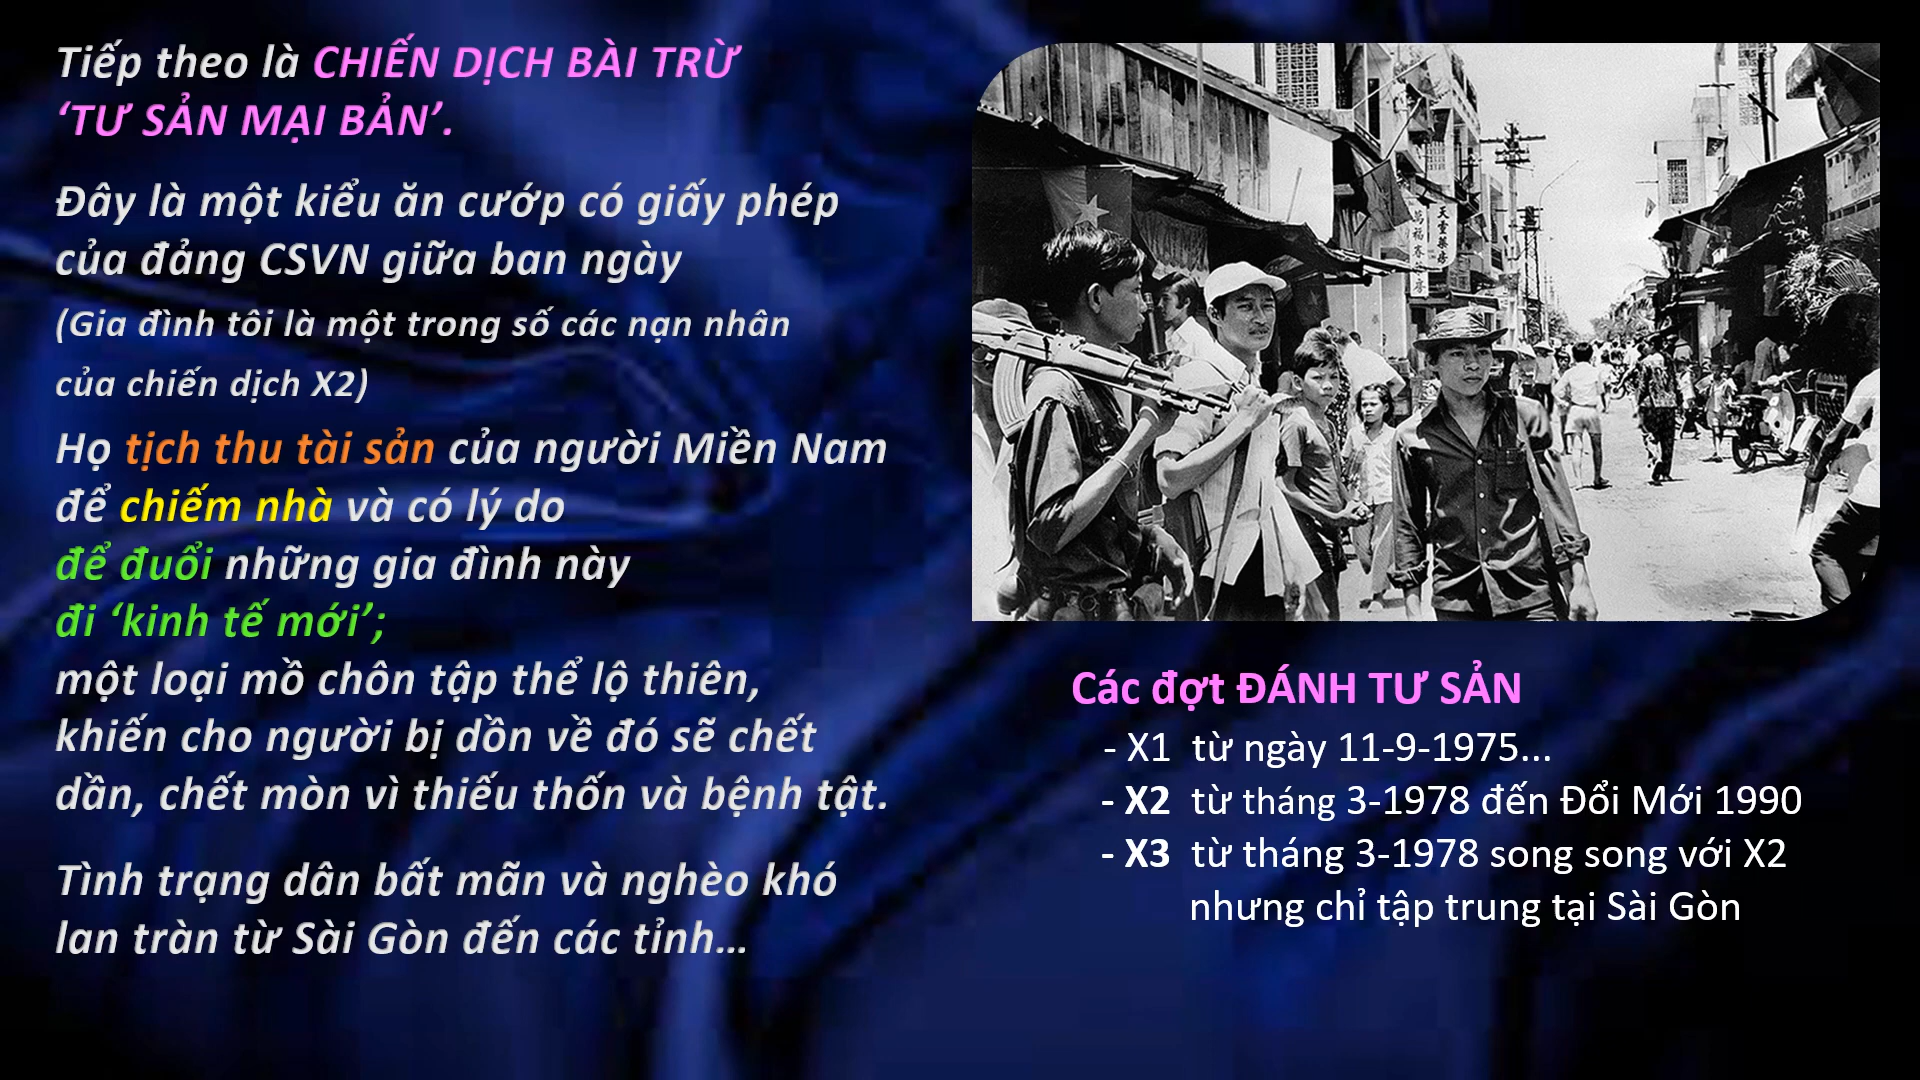 Tiếp theo là CHIẾN DỊCH BÀI TRỪ
‘TƯ SẢN MẠI BẢN’.
Đây là một kiểu ăn cướp có giấy phép
của đảng CSVN giữa ban ngày
(Gia đình tôi là một trong số các nạn nhân
của chiến dịch X2)
Họ tịch thu tài sản của người Miền Nam
để chiếm nhà và có lý do
để đuổi những gia đình này
đi ‘kinh tế mới’;
một loại mồ chôn tập thể lộ thiên,
khiến cho người bị dồn về đó sẽ chết
dần, chết mòn vì thiếu thốn và bệnh tật.
Tình trạng dân bất mãn và nghèo khó
lan tràn từ Sài Gòn đến các tỉnh...
Các đợt ĐÁNH TƯ SẢN
- X1 từ ngày 11-9-1975...
- X2 từ tháng 3-1978 đến Đổi Mới 1990
- X3 từ tháng 3-1978 song song với X2
nhưng chỉ tập trung tại Sài Gòn